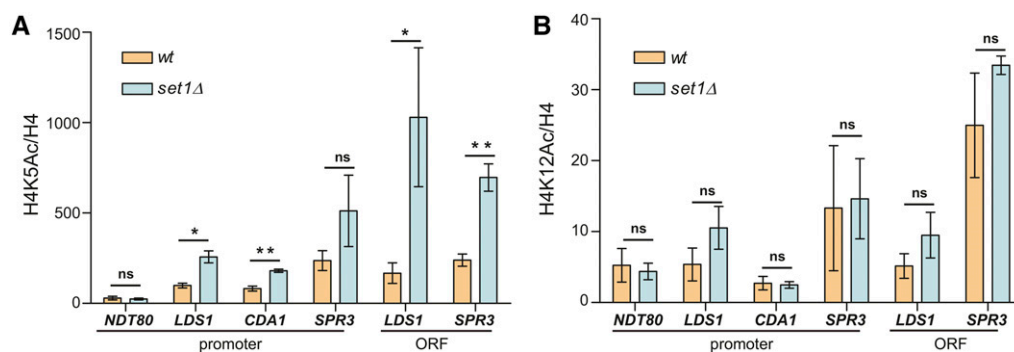 A
H4K5Ac/H4
1500
1000
500
0
wt
set1Δ
ns
*
**
ns
*
**
NDT80 LDS1 CDA1 SPR3 LDS1 SPR3
promoter ORF
B
H4K12Ac/H4
40
30
20
10
0
wt
set1Δ
ns
ns
ns
ns
ns
ns
NDT80 LDS1 CDA1 SPR3 LDS1 SPR3
promoter ORF